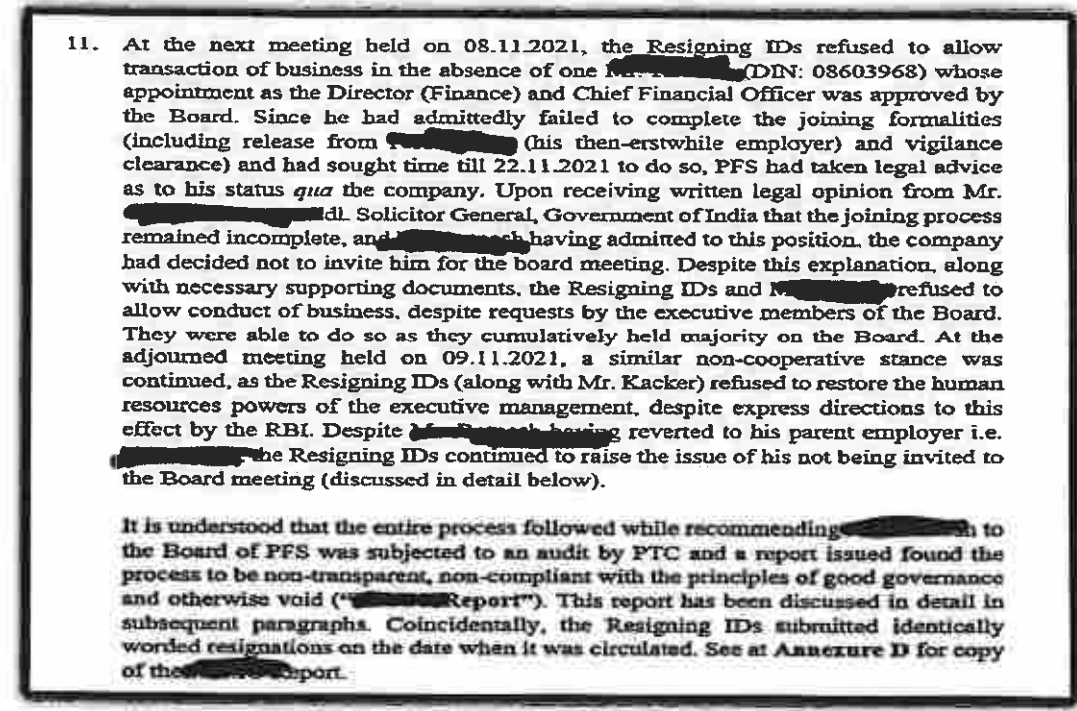 11. At the next meeting held on 08.11.2021, the Resigning IDs refused to allow
transaction of business in the absence of one (DIN: 08603968) whose
appointment as the Director (Finance) and Chief Financial Officer was approved by
the Board. Since he had admittedly failed to complete the joining formalities
(including release from (his then-erstwhile employer) and vigilance
clearance) and had sought time till 22.11.2021 to do so, PFS had taken legal advice
as to his status qua the company. Upon receiving written legal opinion from Mr.
dl. Solicitor General, Government of India that the joining process
remained incomplete, and having admitted to this position, the company
had decided not to invite him for the board meeting. Despite this explanation, along
with necessary supporting documents, the Resigning IDs and refused to
allow conduct of business, despite requests by the executive members of the Board.
They were able to do so as they cumulatively held majority on the Board. At the
adjourned meeting held on 09.11.2021, a similar non-cooperative stance was
continued, as the Resigning IDs (along with Mr. Kacker) refused to restore the human
resources powers of the executive management, despite express directions to this
effect by the RBI. Despite reverted to his parent employer i.e.
the Resigning IDs continued to raise the issue of his not being invited to
the Board meeting (discussed in detail below).
It is understood that the entire process followed while recommending to
the Board of PFS was subjected to an audit by PTC and a report issued found the
process to be non-transparent, non-compliant with the principles of good governance
and otherwise void (" Report"). This report has been discussed in detail in
subsequent paragraphs. Coincidentally, the Resigning IDs submitted identically
worded resignations on the date when it was circulated. See at Annexure D for copy
of the report.